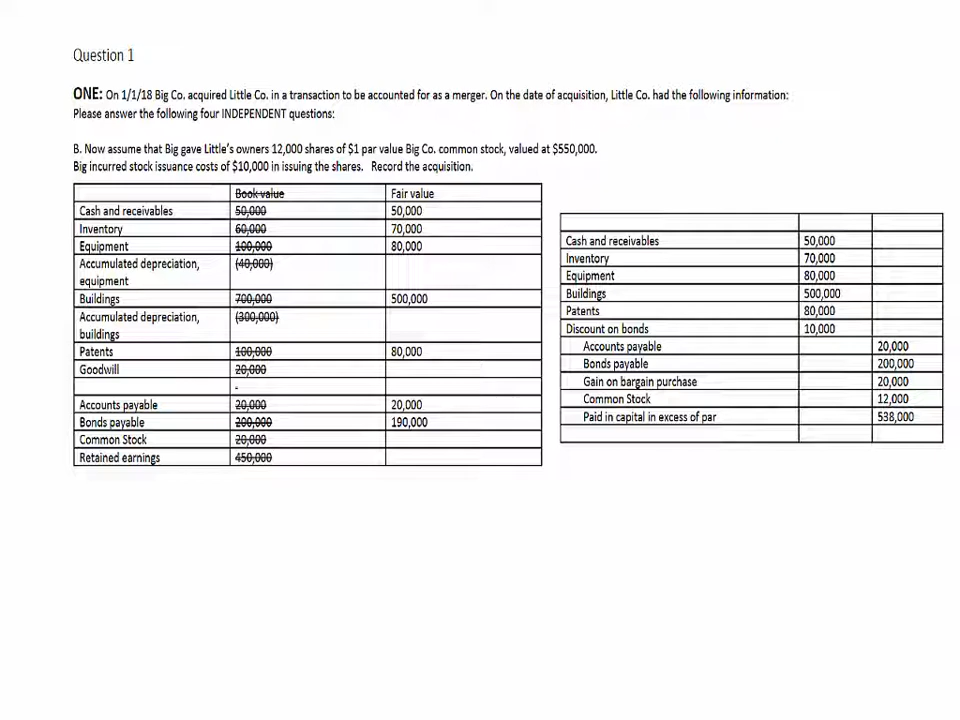 Question 1
ONE: On 1/1/18 Big Co. acquired Little Co. in a transaction to be accounted for as a merger. On the date of acquisition, Little Co. had the following information:
Please answer the following four INDEPENDENT questions:
B. Now assume that Big gave Little's owners 12,000 shares of $1 par value Big Co. common stock, valued at $550,000.
Big incurred stock issuance costs of $10,000 in issuing the shares. Record the acquisition.
Book value Fair value
Cash and receivables 50,000 50,000
Inventory 60,000 70,000
Equipment 100,000 80,000
Accumulated depreciation, (40,000)
equipment
Buildings 700,000 500,000
Accumulated depreciation, (300,000)
buildings
Patents 100,000 80,000
Goodwill 20,000
-
Accounts payable 20,000 20,000
Bonds payable 200,000 190,000
Common Stock 20,000
Retained earnings 450,000
Cash and receivables 50,000
Inventory 70,000
Equipment 80,000
Buildings 500,000
Patents 80,000
Discount on bonds 10,000
Accounts payable 20,000
Bonds payable 200,000
Gain on bargain purchase 20,000
Common Stock 12,000
Paid in capital in excess of par 538,000